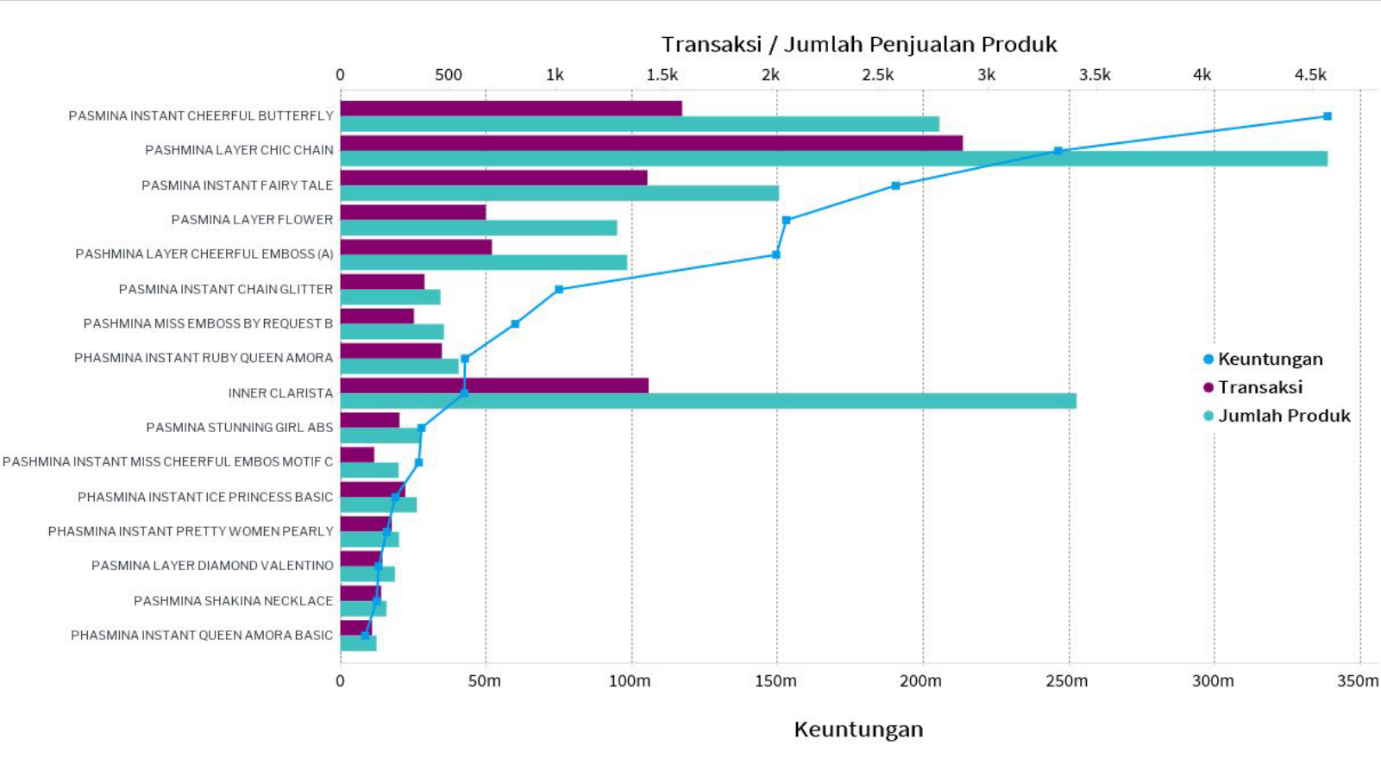 Transaksi / Jumlah Penjualan Produk
0 500 1k 1.5k 2k 2.5k 3k 3.5k 4k 4.5k
PASMINA INSTANT CHEERFUL BUTTERFLY
PASHMINA LAYER CHIC CHAIN
PASMINA INSTANT FAIRY TALE
PASMINA LAYER FLOWER
PASHMINA LAYER CHEERFUL EMBOSS (A)
PASMINA INSTANT CHAIN GLITTER
PASHMINA MISS EMBOSS BY REQUEST B
PHASMINA INSTANT RUBY QUEEN AMORA
INNER CLARISTA
PASMINA STUNNING GIRL ABS
PASHMINA INSTANT MISS CHEERFUL EMBOS MOTIF C
PHASMINA INSTANT ICE PRINCESS BASIC
PHASMINA INSTANT PRETTY WOMEN PEARLY
PASMINA LAYER DIAMOND VALENTINO
PASHMINA SHAKINA NECKLACE
PHASMINA INSTANT QUEEN AMORA BASIC
Keuntungan
Transaksi
Jumlah Produk
0 50m 100m 150m 200m 250m 300m 350m
Keuntungan